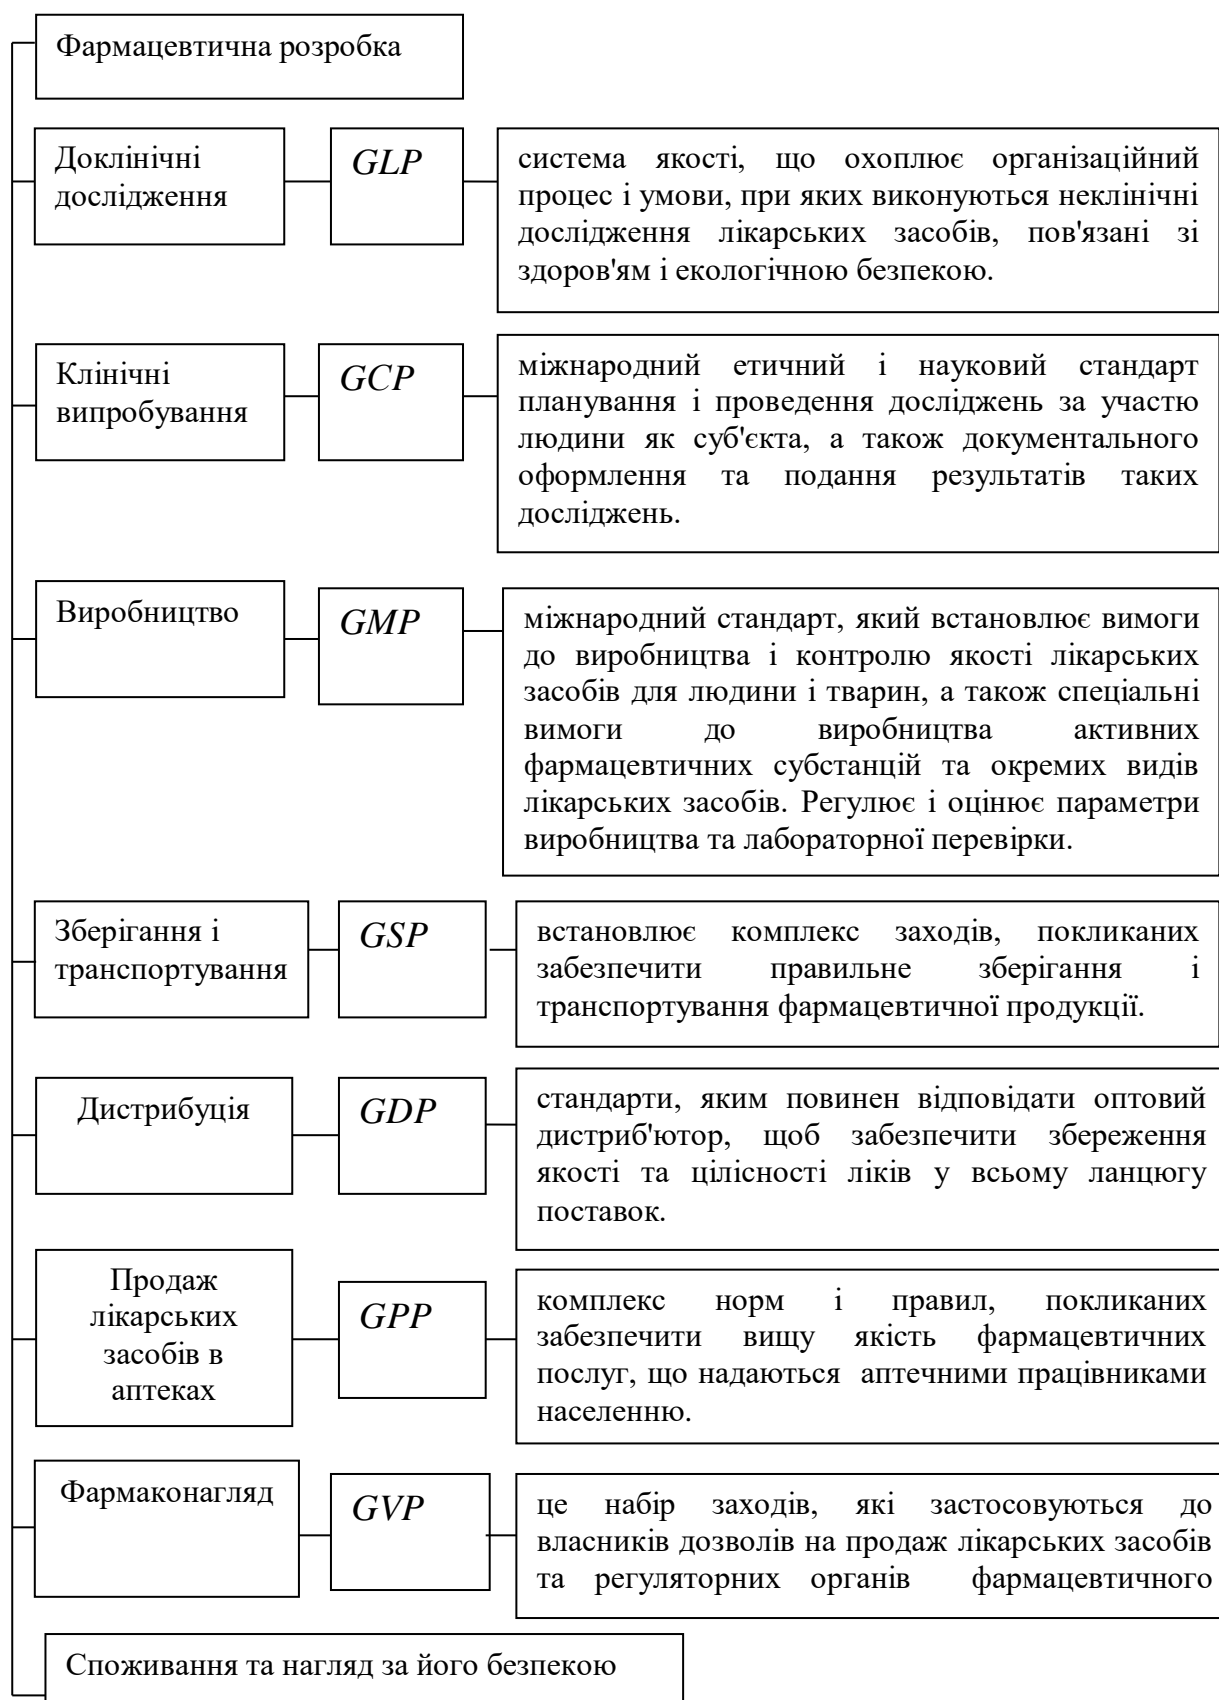 Фармацевтична розробка
Доклінічні
дослідження
GLP
система якості, що охоплює організаційний
процес і умови, при яких виконуються неклінічні
дослідження лікарських засобів, пов'язані зі
здоров'ям і екологічною безпекою.
Клінічні
випробування
GCP
міжнародний етичний і науковий стандарт
планування і проведення досліджень за участю
людини як суб'єкта, а також документального
оформлення та подання результатів таких
досліджень.
Виробництво
GMP
міжнародний стандарт, який встановлює вимоги
до виробництва і контролю якості лікарських
засобів для людини і тварин, а також спеціальні
вимоги до виробництва активних
фармацевтичних субстанцій та окремих видів
лікарських засобів. Регулює і оцінює параметри
виробництва та лабораторної перевірки.
Зберігання і
транспортування
GSP
встановлює комплекс заходів, покликаних
забезпечити правильне зберігання і
транспортування фармацевтичної продукції.
Дистрибуція
GDP
стандарти, яким повинен відповідати оптовий
дистриб'ютор, щоб забезпечити збереження
якості та цілісності ліків у всьому ланцюгу
поставок.
Продаж
лікарських
засобів в
аптеках
GPP
комплекс норм і правил, покликаних
забезпечити вищу якість фармацевтичних
послуг, що надаються аптечними працівниками
населенню.
Фармаконагляд
GVP
це набір заходів, які застосовуються до
власників дозволів на продаж лікарських засобів
та регуляторних органів фармацевтичного
Споживання та нагляд за його безпекою